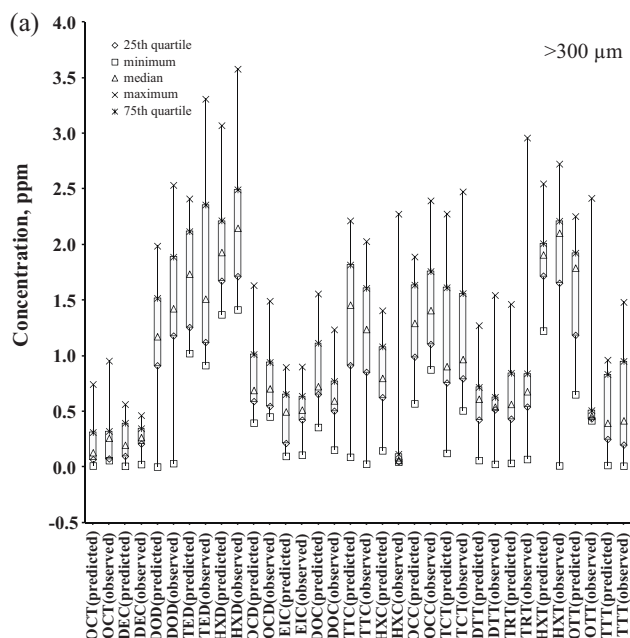 (a)
>300 µm
25th quartile
minimum
median
maximum
75th quartile
Concentration, ppm
4.0
3.5
3.0
2.5
2.0
1.5
1.0
0.5
0.0
-0.5
OCT(predicted)
OCT(observed)
DEC(predicted)
DEC(observed)
DOD(predicted)
DOD(observed)
TED(predicted)
TED(observed)
HXD(predicted)
HXD(observed)
OCD(predicted)
OCD(observed)
EIC(predicted)
EIC(observed)
DOC(predicted)
DOC(observed)
TTC(predicted)
TTC(observed)
HXC(predicted)
HXC(observed)
OCC(predicted)
OCC(observed)
TCT(predicted)
TCT(observed)
DTT(predicted)
DTT(observed)
TRT(predicted)
TRT(observed)
HXT(predicted)
HXT(observed)
OTT(predicted)
OTT(observed)
TTT(predicted)
TTT(observed)